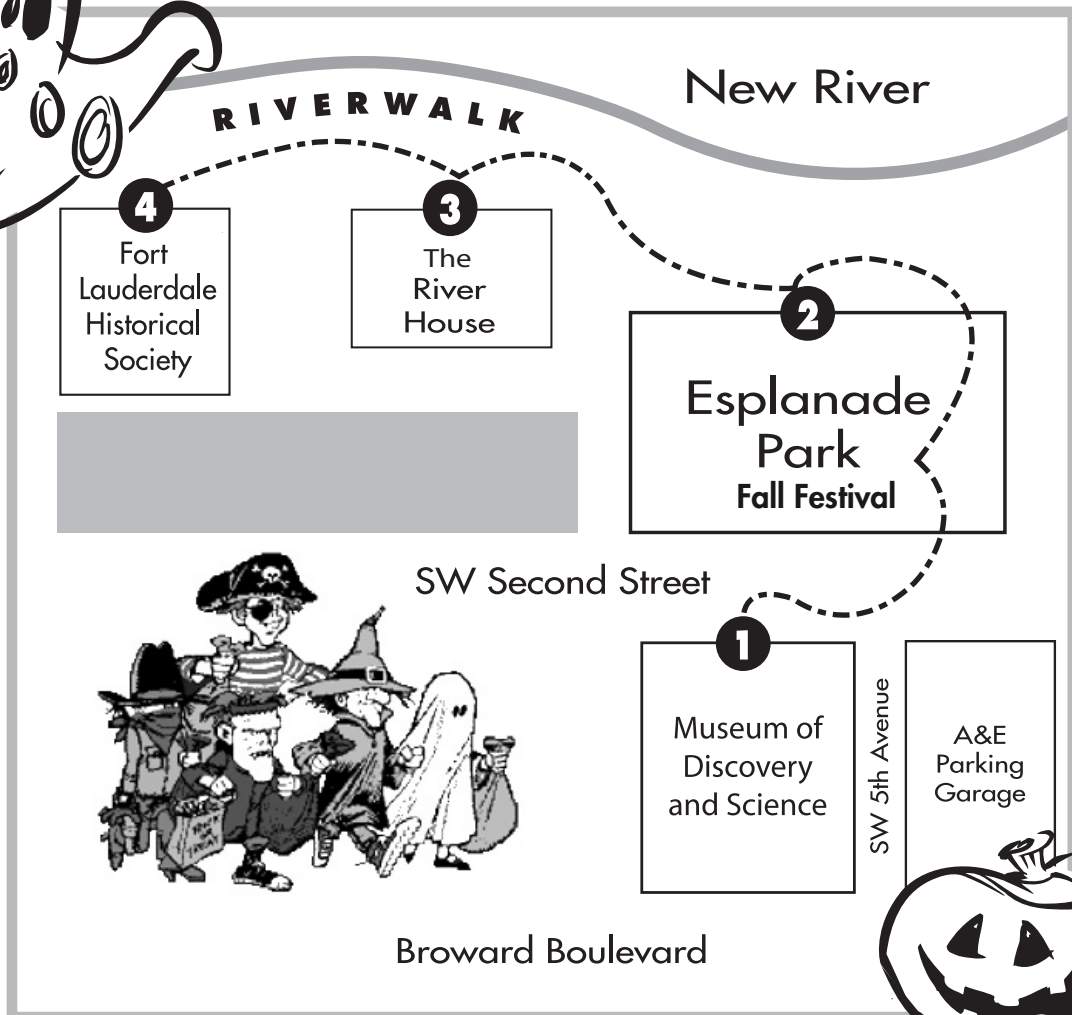 New River
RIVERWALK
4
Fort
Lauderdale
Historical
Society
3
The
River
House
2
Esplanade
Park
Fall Festival
SW Second Street
1
Museum of
Discovery
and Science
SW 5th Avenue
A&E
Parking
Garage
Broward Boulevard